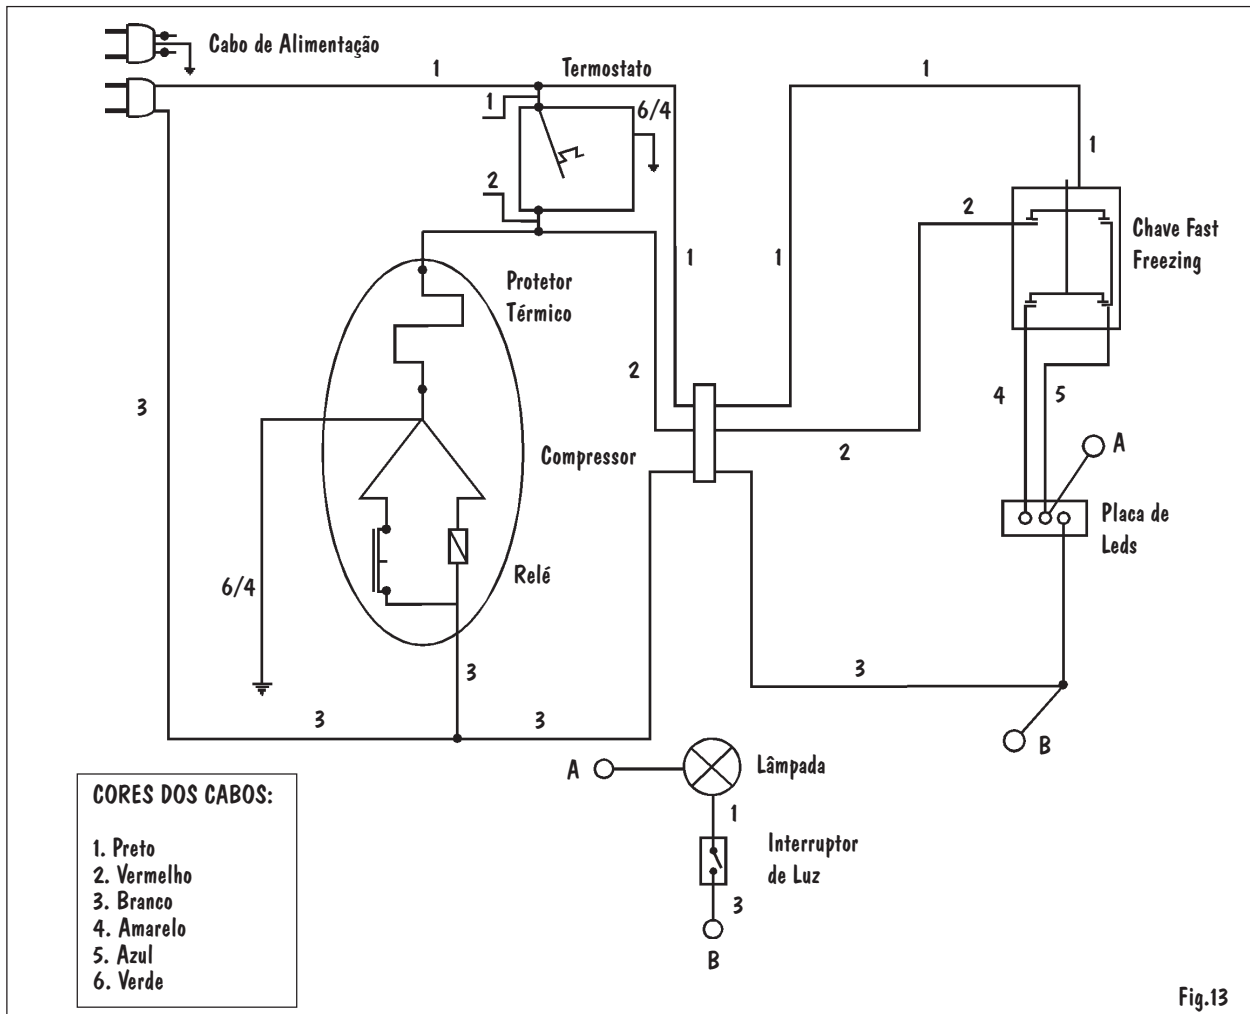 Cabo de Alimentação
1
Termostato
1
1
6/4
1
2
2
Chave Fast
Freezing
1
1
Protetor
Térmico
2
3
4
5
2
A
Compressor
Placa de
Leds
6/4
Relé
3
3
3
3
B
A
Lâmpada
1
Interruptor
de Luz
3
B
CORES DOS CABOS:
1. Preto
2. Vermelho
3. Branco
4. Amarelo
5. Azul
6. Verde
Fig.13